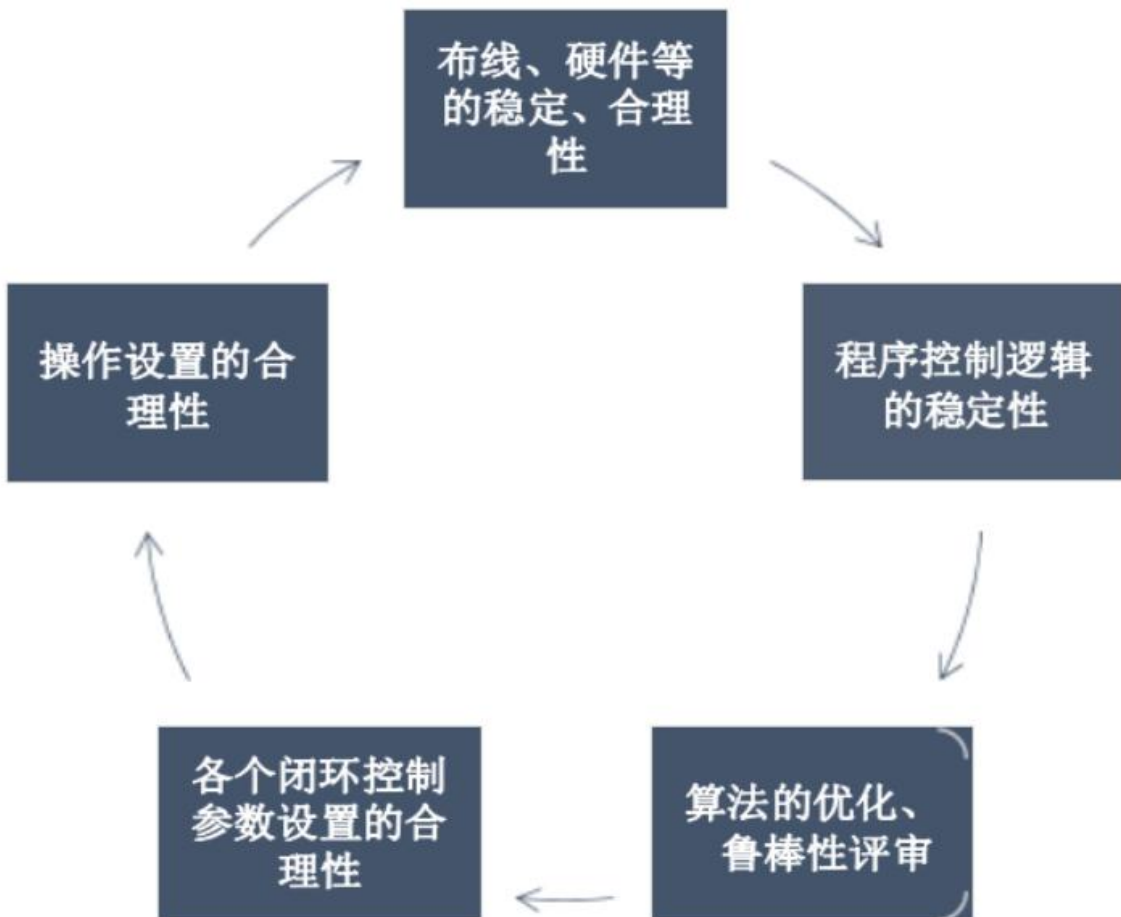 布线、硬件等
的稳定、合理
性
程序控制逻辑
的稳定性
算法的优化、
鲁棒性评审
各个闭环控制
参数设置的合
理性
操作设置的合
理性